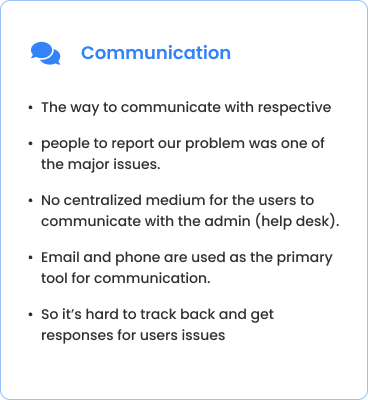 Communication
• The way to communicate with respective
• people to report our problem was one of
the major issues.
• No centralized medium for the users to
communicate with the admin (help desk).
• Email and phone are used as the primary
tool for communication.
• So it’s hard to track back and get
responses for users issues